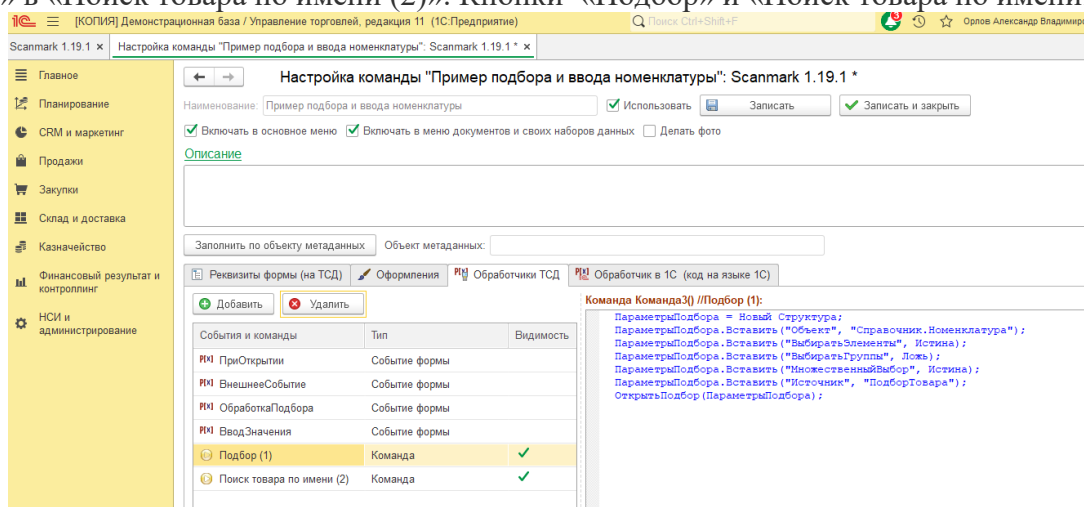 » в «Поиск товара по имени (2)». Кнопки «Подбор» и «Поиск товара по имени
[КОПИЯ] Демонстрационная база / Управление торговлей, редакция 11 (1С:Предприятие)
Поиск Ctrl+Shift+F
3
Орлов Александр Владимиро
Scanmark 1.19.1 ×
Настройка команды "Пример подбора и ввода номенклатуры": Scanmark 1.19.1 * ×
Главное
Планирование
CRM и маркетинг
Продажи
Закупки
Склад и доставка
Казначейство
Финансовый результат и
контроллинг
НСИ и
администрирование
Настройка команды "Пример подбора и ввода номенклатуры": Scanmark 1.19.1 *
Наименование: Пример подбора и ввода номенклатуры
Использовать
Записать
Записать и закрыть
Включать в основное меню
Включать в меню документов и своих наборов данных
Делать фото
Описание
Заполнить по объекту метаданных
Объект метаданных:
Реквизиты формы (на ТСД)
Оформления
Обработчики ТСД
Обработчик в 1С (код на языке 1С)
Добавить
Удалить
События и команды
Тип
Видимость
ПриОткрытии
Событие формы
ВнешнееСобытие
Событие формы
ОбработкаПодбора
Событие формы
ВводЗначения
Событие формы
Подбор (1)
Команда
Поиск товара по имени (2)
Команда
Команда Команда3() //Подбор (1):
ПараметрыПодбора = Новый Структура;
ПараметрыПодбора.Вставить("Объект", "Справочник.Номенклатура");
ПараметрыПодбора.Вставить("ВыбиратьЭлементы", Истина);
ПараметрыПодбора.Вставить("ВыбиратьГруппы", Ложь);
ПараметрыПодбора.Вставить("МножественныйВыбор", Истина);
ПараметрыПодбора.Вставить("Источник", "ПодборТовара");
ОткрытьПодбор(ПараметрыПодбора);